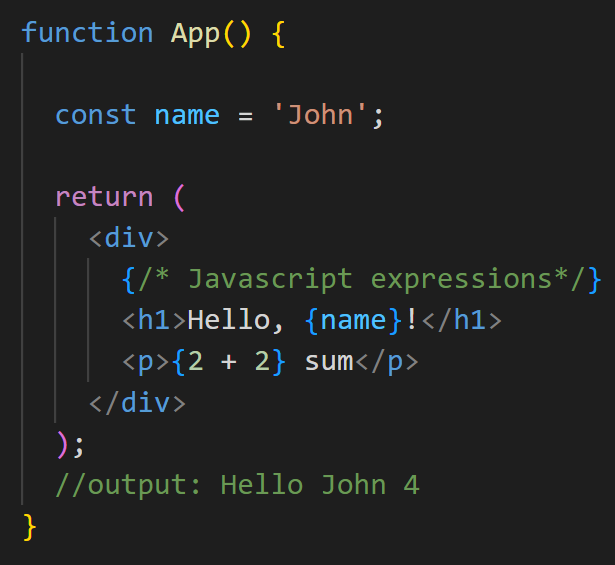 function App() {
const name = 'John';
return (
<div>
{/* Javascript expressions*/}
<h1>Hello, {name}!</h1>
<p>{2 + 2} sum</p>
</div>
);
//output: Hello John 4
}